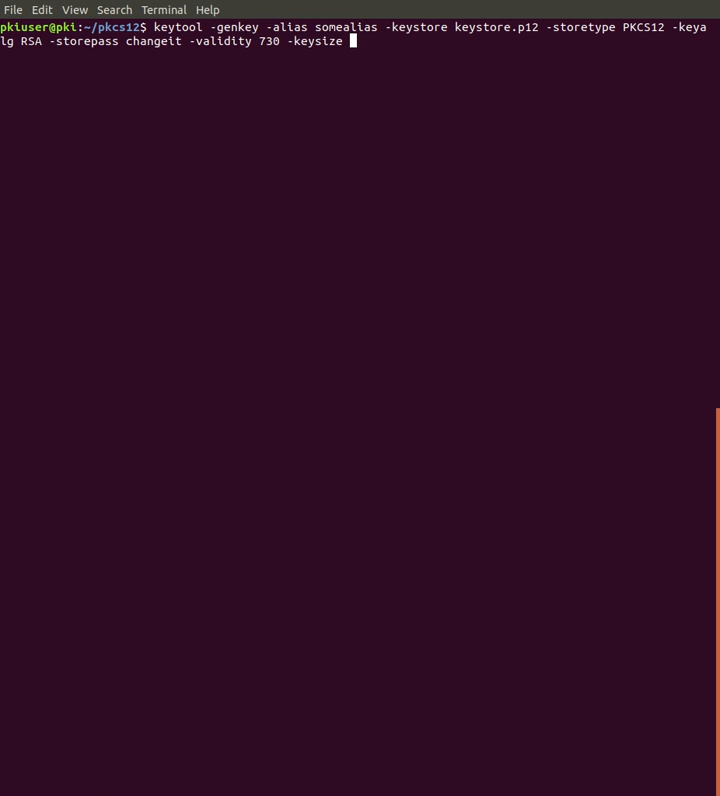 File Edit View Search Terminal Help
pkiuser@pki:~/pkcs12$ keytool -genkey -alias somealias -keystore keystore.p12 -storetype PKCS12 -keya
lg RSA -storepass changeit -validity 730 -keysize